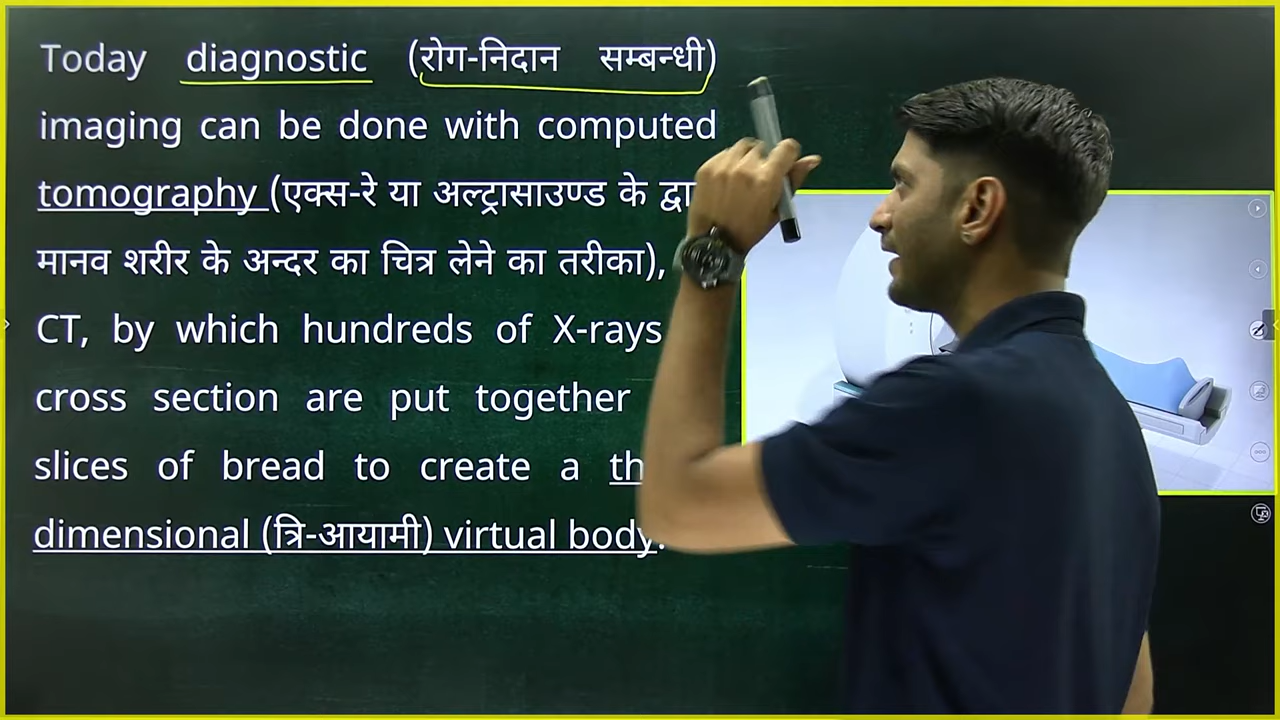 Today diagnostic (रोग-निदान सम्बन्धी)
imaging can be done with computed
tomography (एक्स-रे या अल्ट्रासाउण्ड के
मानव शरीर के अन्दर का चित्र लेने का तरीका),
CT, by which hundreds of X-rays
cross section are put together
slices of bread to create a
dimensional (त्रि-आयामी) virtual body.